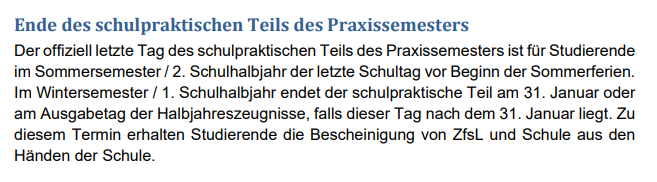 Ende des schulpraktischen Teils des Praxissemesters
Der offiziell letzte Tag des schulpraktischen Teils des Praxissemesters ist für Studierende
im Sommersemester / 2. Schulhalbjahr der letzte Schultag vor Beginn der Sommerferien.
Im Wintersemester / 1. Schulhalbjahr endet der schulpraktische Teil am 31. Januar oder
am Ausgabetag der Halbjahreszeugnisse, falls dieser Tag nach dem 31. Januar liegt. Zu
diesem Termin erhalten Studierende die Bescheinigung von ZfsL und Schule aus den
Händen der Schule.